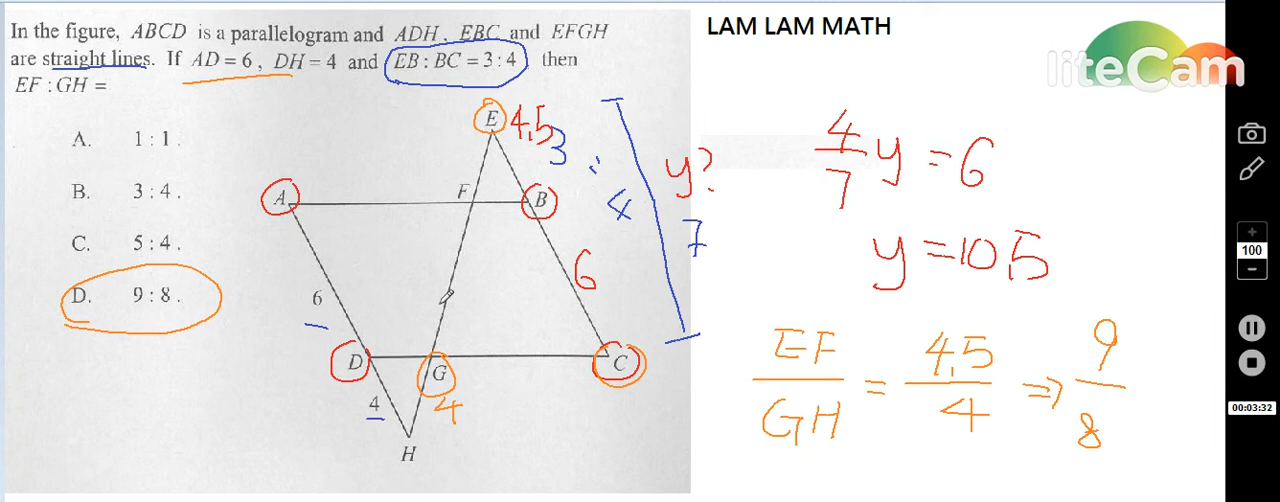 In the figure, ABCD is a parallelogram and ADH, EBC and EFGH
are straight lines. If AD = 6, DH = 4 and EB : BC = 3 : 4 then
EF : GH =
A. 1 : 1.
B. 3 : 4.
C. 5 : 4.
D. 9 : 8.
E 4.5
3 :
4
7
y?
F
A
B
6
6
D
G
C
4
4
H
LAM LAM MATH
liteCam
4/7 y = 6
y = 10.5
EF/GH = 4.5/4 ⇒ 9/8
100
00:03:32